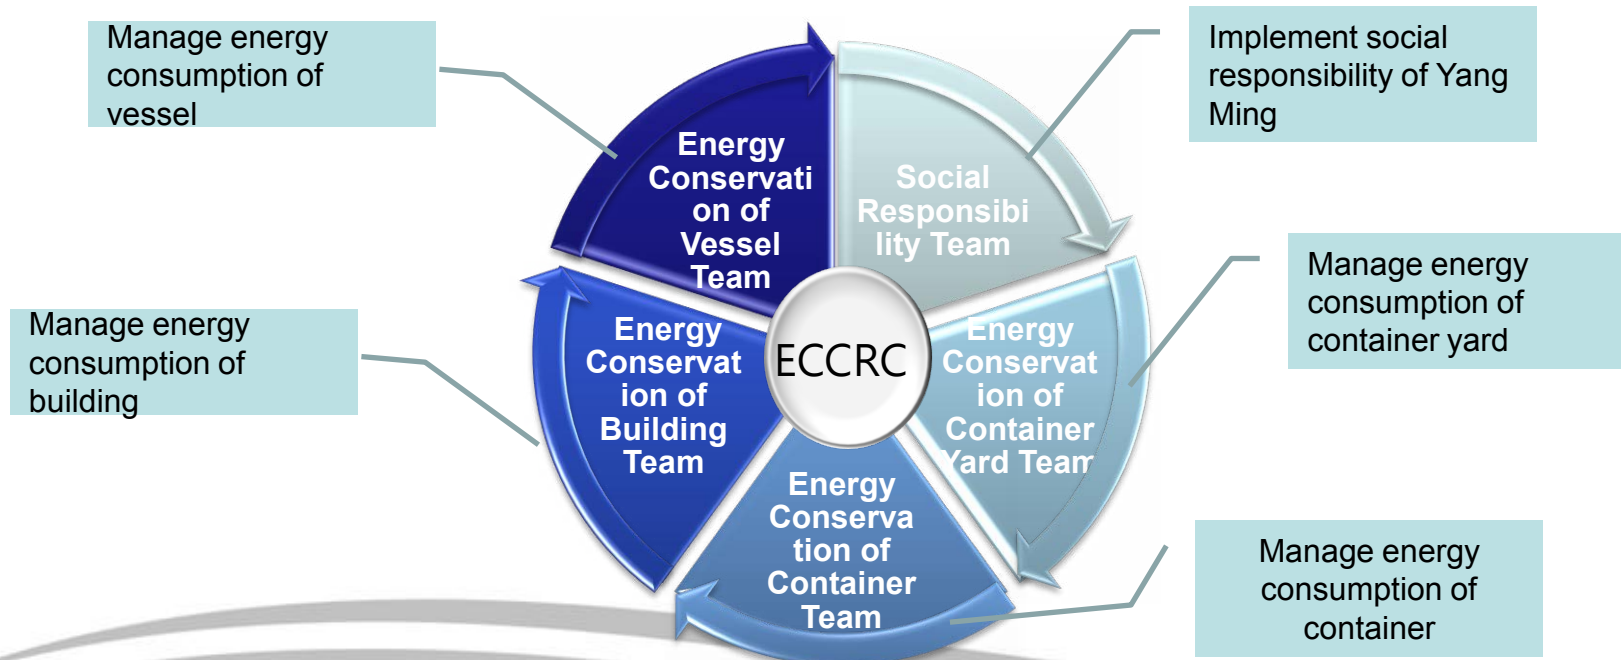 Manage energy
consumption of
vessel
Implement social
responsibility of Yang
Ming
Energy
Conservati
on of
Vessel
Team
Social
Responsibi
lity Team
Manage energy
consumption of
container yard
Manage energy
consumption of
building
Energy
Conservat
ion of
Building
Team
ECCRC
Energy
Conservat
ion of
Container
Yard Team
Energy
Conserva
tion of
Container
Team
Manage energy
consumption of
container